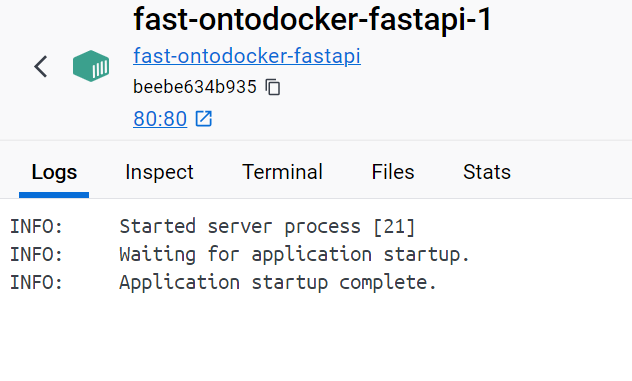 fast-ontodocker-fastapi-1
fast-ontodocker-fastapi
beebe634b935
80:80
Logs Inspect Terminal Files Stats
INFO: Started server process [21]
INFO: Waiting for application startup.
INFO: Application startup complete.